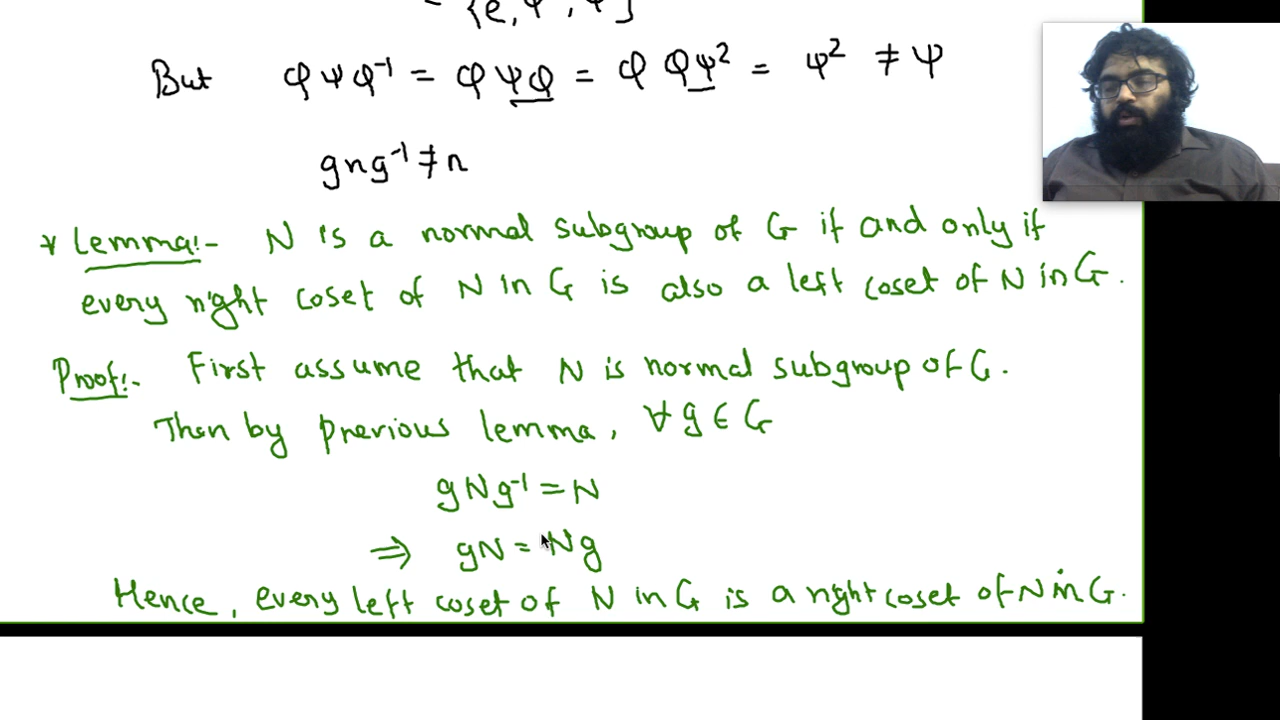 = {e, ψ, ψ²}
But φψφ⁻¹ = φψφ = φφψ² = ψ² ≠ ψ
gng⁻¹ ≠ n
* Lemma:- N is a normal subgroup of G if and only if
every right coset of N in G is also a left coset of N in G.
Proof:- First assume that N is normal subgroup of G.
Then by previous lemma, ∀ g ∈ G
gNg⁻¹ = N
⇒ gN = Ng
Hence, every left coset of N in G is a right coset of N in G.